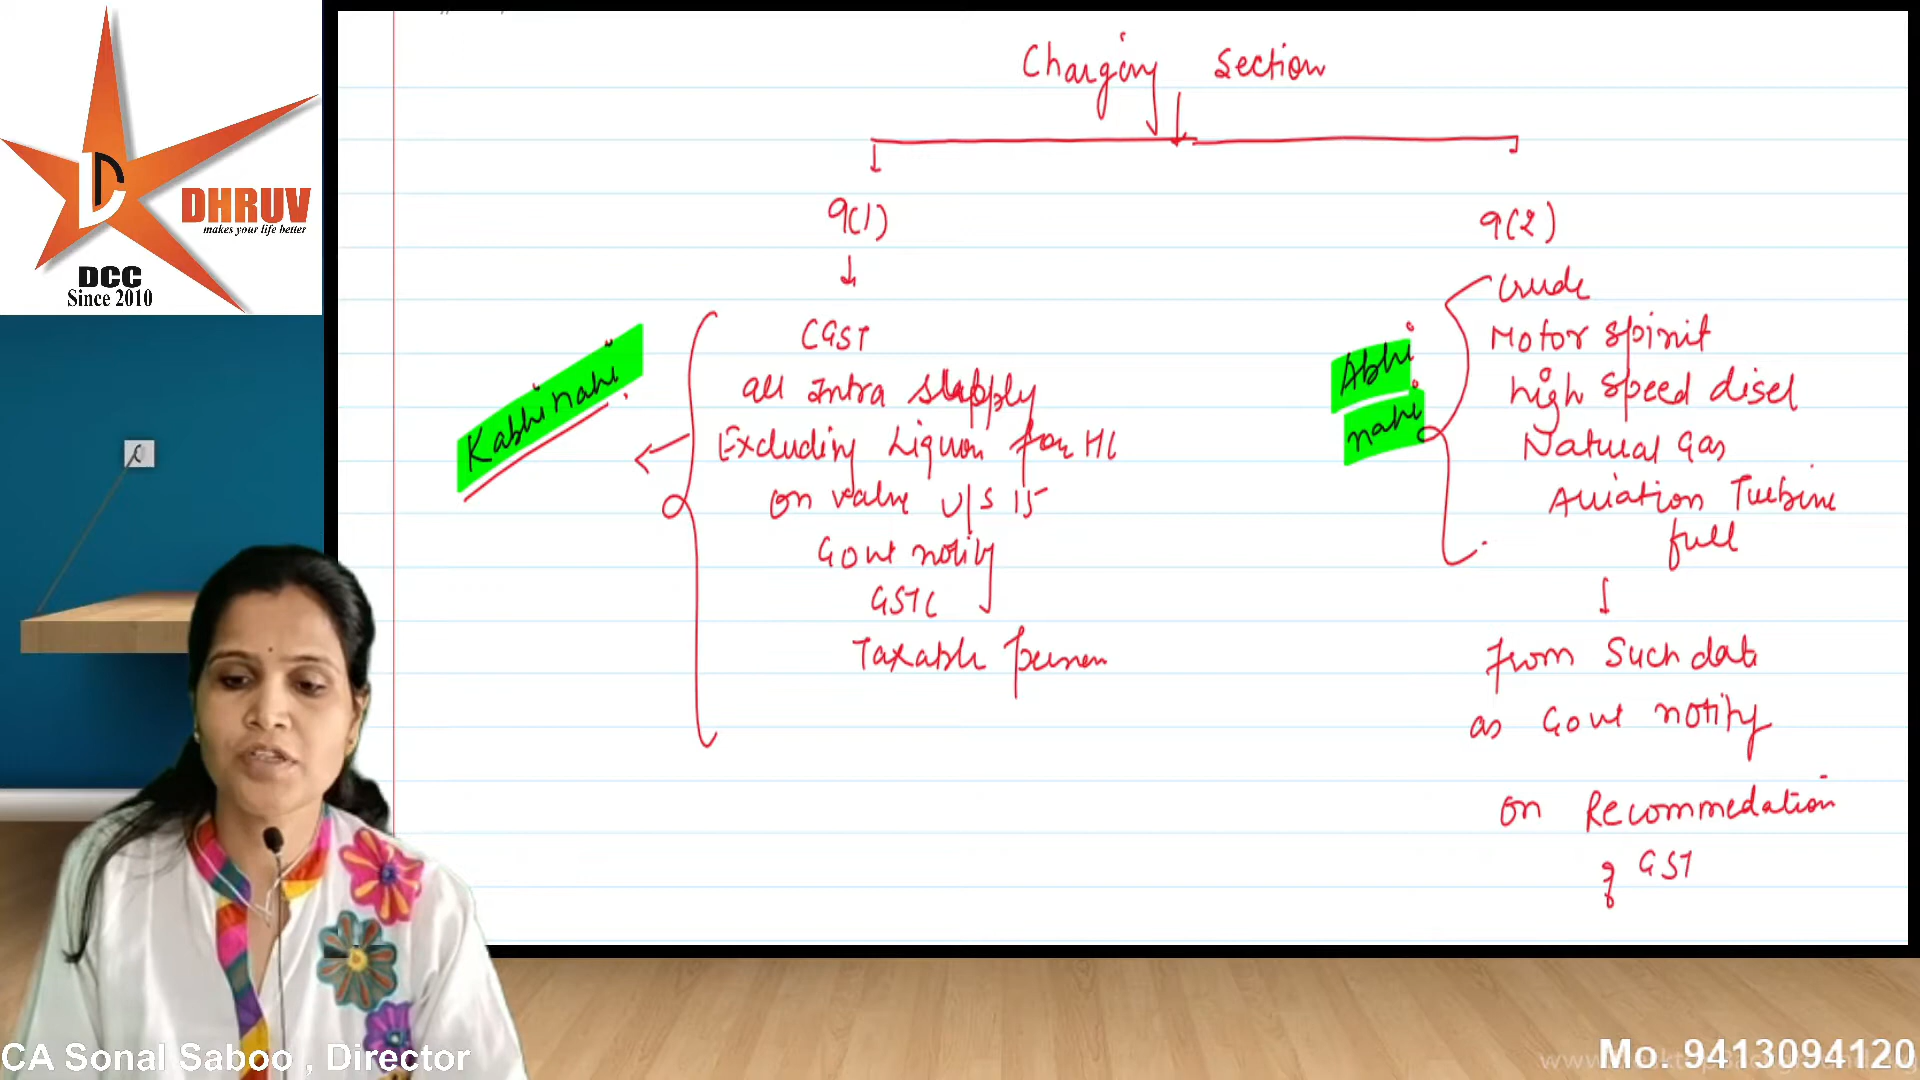 Charging Section
9(1)
9(2)
CGST
all Intra Supply
Excluding Liquor for HC
on value u/s 15
Govt notify
GSTC
Taxable person
Kabhi nahi
Crude
Motor Spirit
high Speed disel
Natural Gas
Aviation Turbine
full
Abhi
nahi
from Such date
as Govt notify
on Recommedation
of GST
DC
DHRUV
makes your life better
DCC
Since 2010
CA Sonal Saboo , Director
Mo. 9413094120